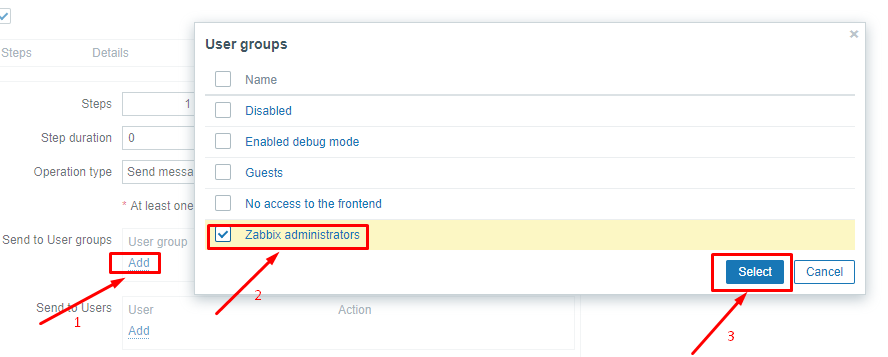 Steps Details
Steps 1
Step duration 0
Operation type Send messa
* At least one
Send to User groups User group
Add
1
Send to Users User Action
Add
User groups
×
Name
Disabled
Enabled debug mode
Guests
No access to the frontend
Zabbix administrators
2
Select Cancel
3